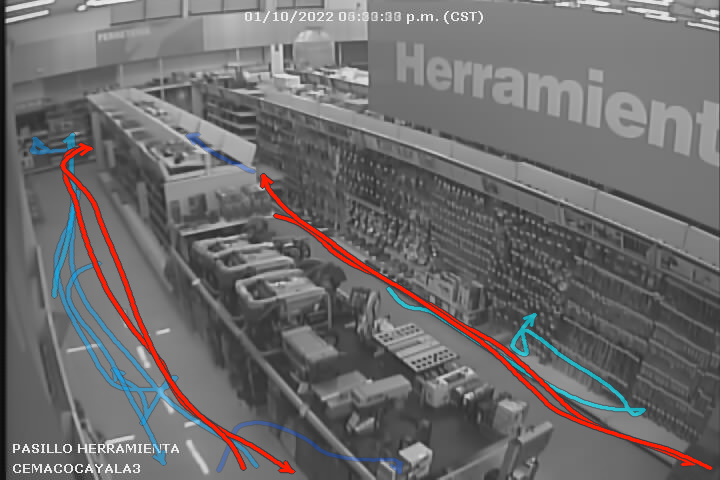 01/10/2022 p.m. (CST)
Herramient
PASILLO HERRAMIENTA
CEMACOCAYALA3